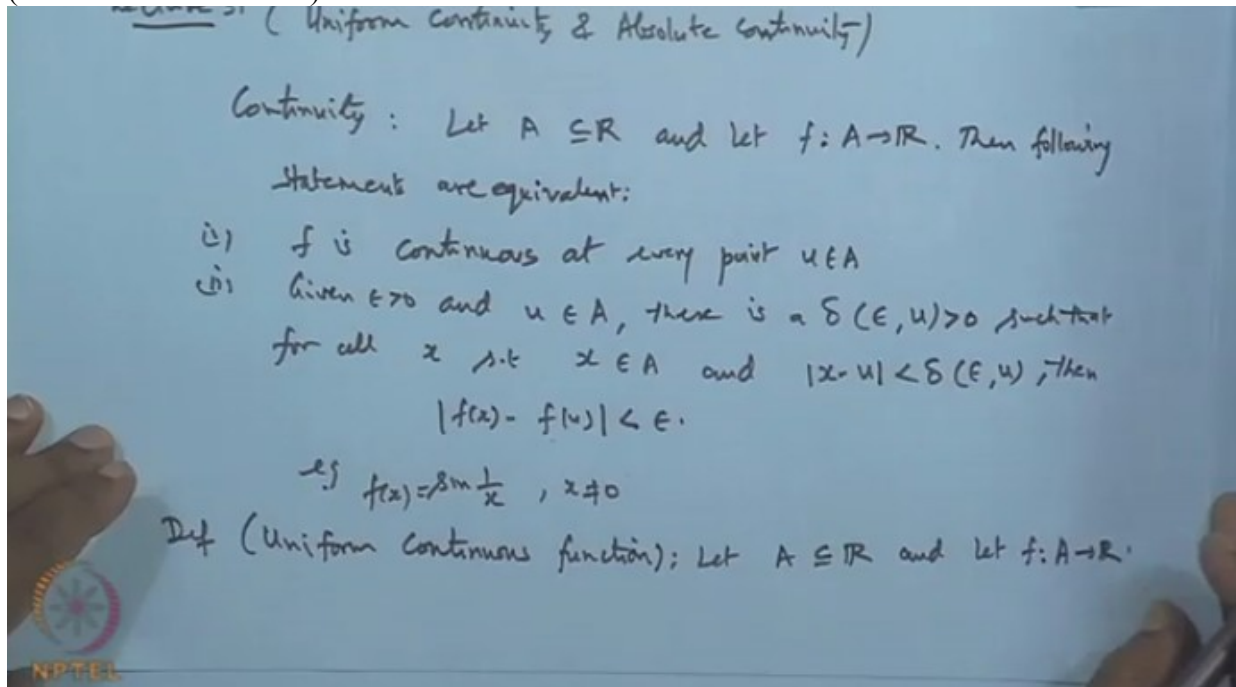 Lecture 31 ( Uniform Continuity & Absolute Continuity )
Continuity : Let A ⊆ R and let f : A → R . Then following
statements are equivalent:
(i) f is continuous at every point u ∈ A
(ii) Given ε > 0 and u ∈ A , there is a δ (ε, u) > 0 such that
for all x s.t x ∈ A and |x - u| < δ (ε, u) , then
| f(x) - f(u) | < ε .
eg f(x) = Sin 1/x , x ≠ 0
Def (Uniform Continuous function) ; Let A ⊆ R and let f : A → R .
NPTEL